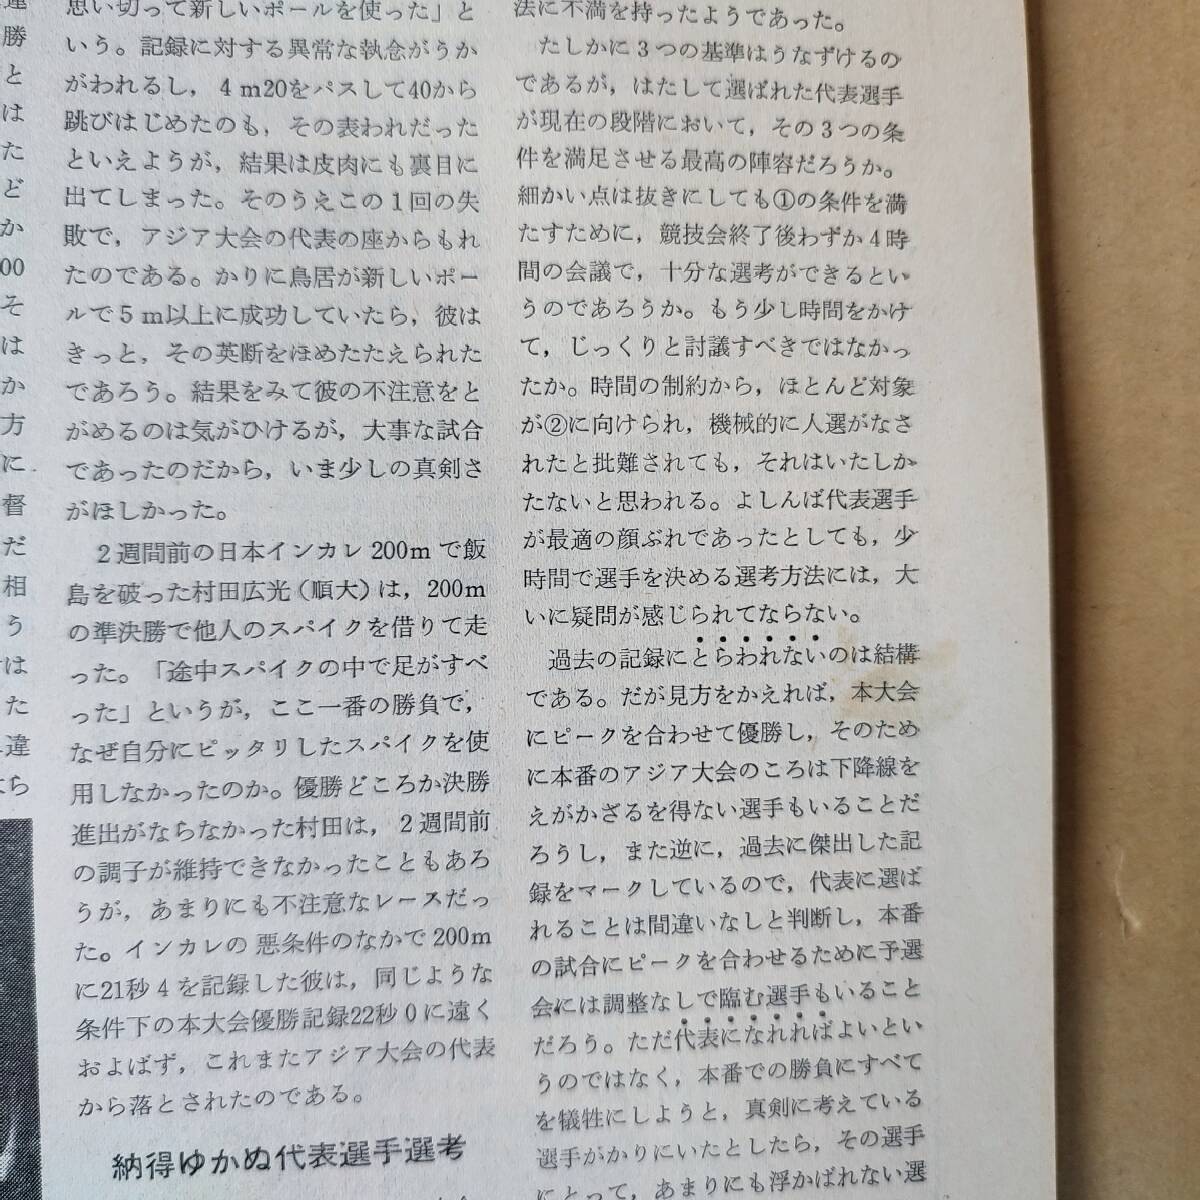 連
勝
と
は
た
ど
か
00
そ
は
か
方
に
督
だ
相
う
は
た
違
ら
思い切って新しいポールを使った」と
いう。記録に対する異常な執念がうか
がわれるし，４m20をパスして40から
跳びはじめたのも，その表われだった
といえようが，結果は皮肉にも裏目に
出てしまった。そのうえこの１回の失
敗で，アジア大会の代表の座からもれ
たのである。かりに鳥居が新しいポー
ルで５m以上に成功していたら，彼は
きっと，その英断をほめたたえられた
であろう。結果をみて彼の不注意をと
がめるのは気がひけるが，大事な試合
であったのだから，いま少しの真剣さ
がほしかった。
２週間前の日本インカレ 200m で飯
島を破った村田広光（順大）は，200m
の準決勝で他人のスパイクを借りて走
った。「途中スパイクの中で足がすべ
った」というが，ここ一番の勝負で，
なぜ自分にピッタリしたスパイクを使
用しなかったのか。優勝どころか決勝
進出がならなかった村田は，２週間前
の調子が維持できなかったこともあろ
うが，あまりにも不注意なレースだっ
た。インカレの 悪条件のなかで 200m
に21秒４を記録した彼は，同じような
条件下の本大会優勝記録22秒０に遠く
およばず，これまたアジア大会の代表
から落とされたのである。
納得ゆかぬ代表選手選考
法に不満を持ったようであった。
たしかに３つの基準はうなずけるの
であるが，はたして選ばれた代表選手
が現在の段階において，その３つの条
件を満足させる最高の陣容だろうか。
細かい点は抜きにしても①の条件を満
たすために，競技会終了後わずか４時
間の会議で，十分な選考ができるとい
うのであろうか。もう少し時間をかけ
て，じっくりと討議すべきではなかっ
たか。時間の制約から，ほとんど対象
が②に向けられ，機械的に人選がなさ
れたと批難されても，それはいたしか
たないと思われる。よしんば代表選手
が最適の顔ぶれであったとしても，少
時間で選手を決める選考方法には，大
いに疑問が感じられてならない。
過去の記録にとらわれないのは結構
である。だが見方をかえれば，本大会
にピークを合わせて優勝し，そのため
に本番のアジア大会のころは下降線を
えがかざるを得ない選手もいることだ
ろうし，また逆に，過去に傑出した記
録をマークしているので，代表に選ば
れることは間違いなしと判断し，本番
の試合にピークを合わせるために予選
会には調整なしで臨む選手もいること
だろう。ただ代表になれればよいとい
うのではなく，本番での勝負にすべて
を犠牲にしようと，真剣に考えている
選手がかりにいたとしたら，その選手
にとって，あまりにも浮かばれない選